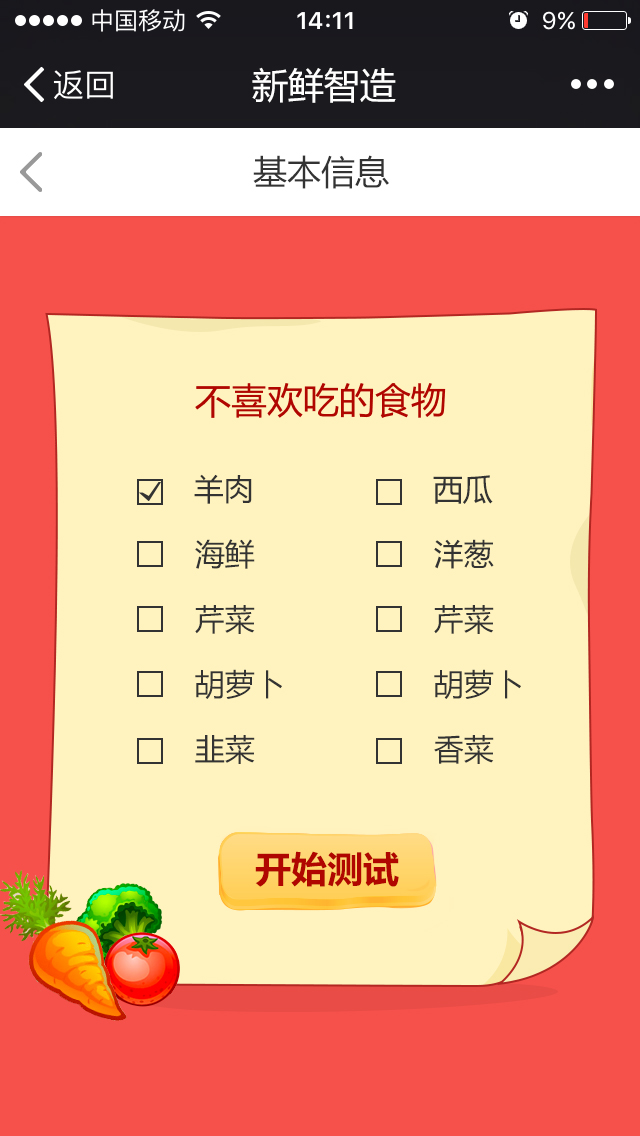 中国移动 14:11 9%
返回 新鲜智造
基本信息
不喜欢吃的食物
羊肉 西瓜
海鲜 洋葱
芹菜 芹菜
胡萝卜 胡萝卜
韭菜 香菜
开始测试